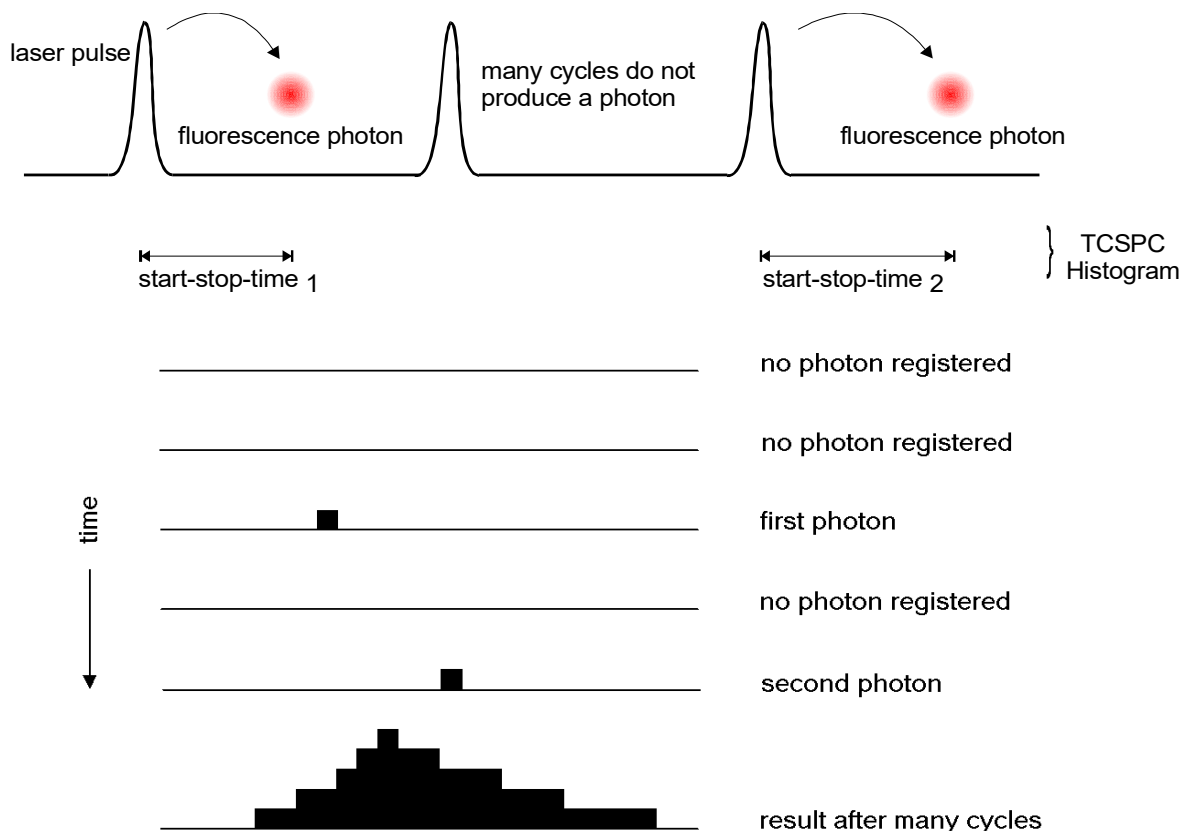 laser pulse
fluorescence photon
many cycles do not
produce a photon
fluorescence photon
start-stop-time 1
start-stop-time 2
} TCSPC
Histogram
no photon registered
no photon registered
time
first photon
no photon registered
second photon
result after many cycles